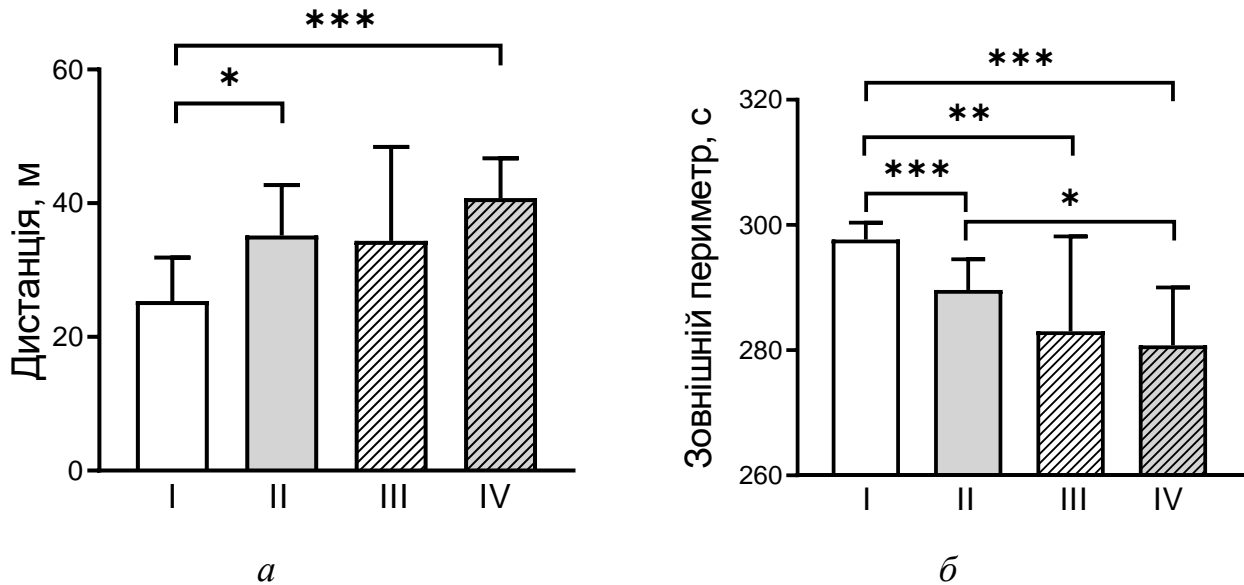 ***
*
60
40
20
0
Дистанція, м
I II III IV
а
***
**
***
*
320
300
280
260
Зовнішній периметр, с
I II III IV
б